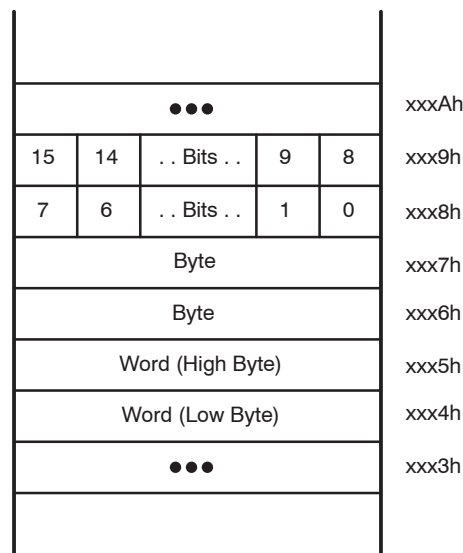 ●●● xxxAh
15 14 . . Bits . . 9 8 xxx9h
7 6 . . Bits . . 1 0 xxx8h
Byte xxx7h
Byte xxx6h
Word (High Byte) xxx5h
Word (Low Byte) xxx4h
●●● xxx3h